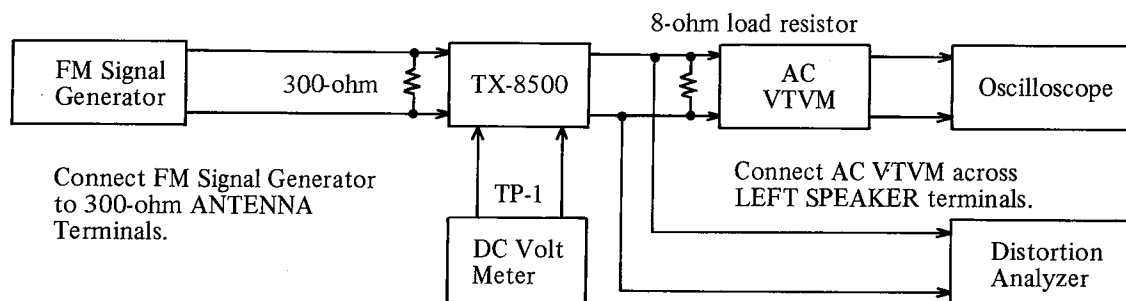 8-ohm load resistor
FM Signal
Generator
300-ohm
TX-8500
AC
VTVM
Oscilloscope
Connect FM Signal Generator
to 300-ohm ANTENNA
Terminals.
TP-1
Connect AC VTVM across
LEFT SPEAKER terminals.
DC Volt
Meter
Distortion
Analyzer